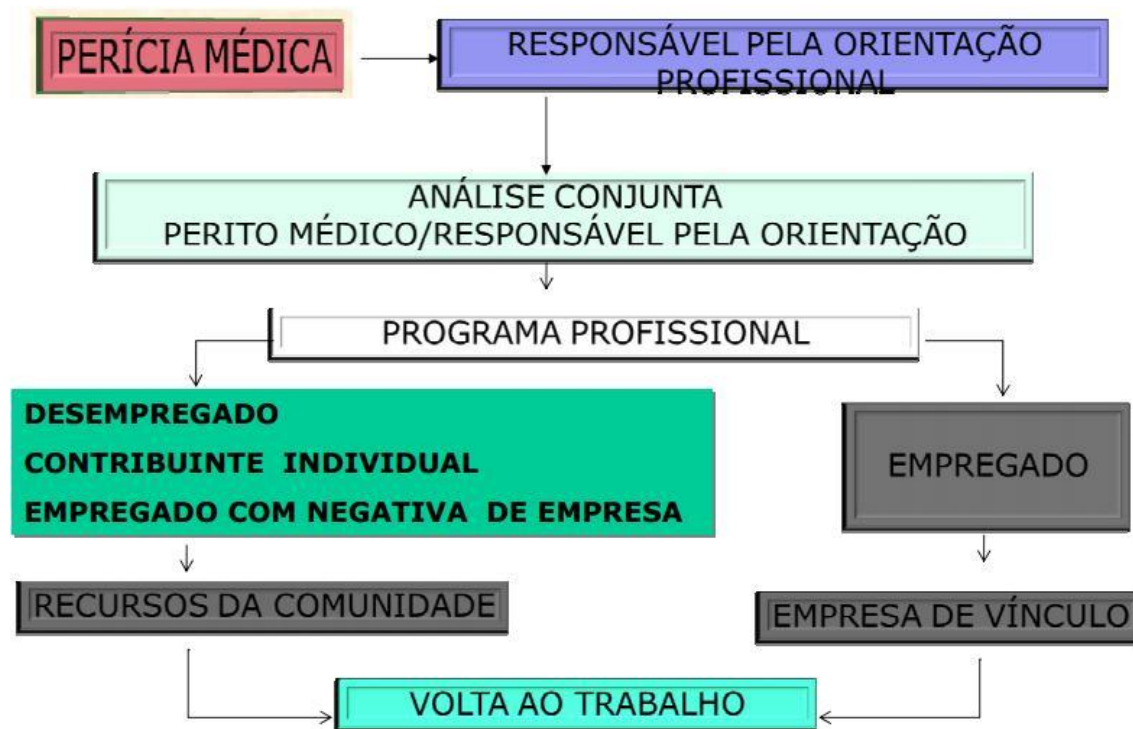 PERÍCIA MÉDICA
RESPONSÁVEL PELA ORIENTAÇÃO
PROFISSIONAL
ANÁLISE CONJUNTA
PERITO MÉDICO/RESPONSÁVEL PELA ORIENTAÇÃO
PROGRAMA PROFISSIONAL
DESEMPREGADO
CONTRIBUINTE INDIVIDUAL
EMPREGADO COM NEGATIVA DE EMPRESA
EMPREGADO
RECURSOS DA COMUNIDADE
EMPRESA DE VÍNCULO
VOLTA AO TRABALHO